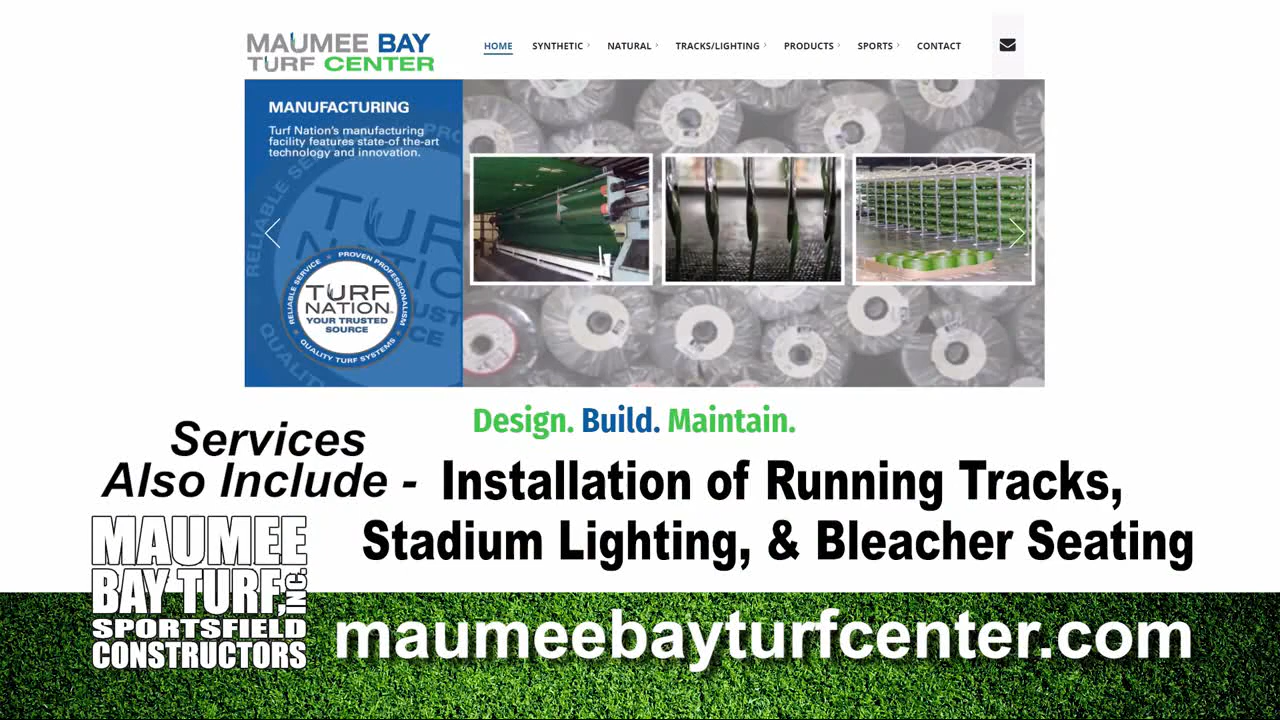 MAUMEE BAY
TURF CENTER
HOME SYNTHETIC NATURAL TRACKS/LIGHTING PRODUCTS SPORTS CONTACT
MANUFACTURING
Turf Nation's manufacturing
facility features state-of the-art
technology and innovation.
RELIABLE SERVICE ★ PROVEN PROFESSIONALISM ★ QUALITY TURF SYSTEMS
TURF
NATION
YOUR TRUSTED
SOURCE
Design. Build. Maintain.
Services
Also Include - Installation of Running Tracks,
Stadium Lighting, & Bleacher Seating
MAUMEE
BAY TURF, INC.
SPORTSFIELD
CONSTRUCTORS
maumeebayturfcenter.com